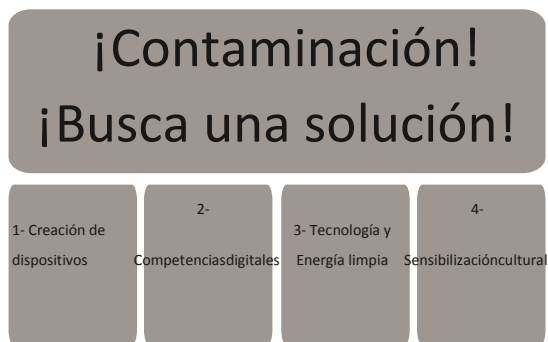 ¡Contaminación!
¡Busca una solución!
1- Creación de
dispositivos
2-
Competenciasdigitales
3- Tecnología y
Energía limpia
4-
Sensibilizacióncultural